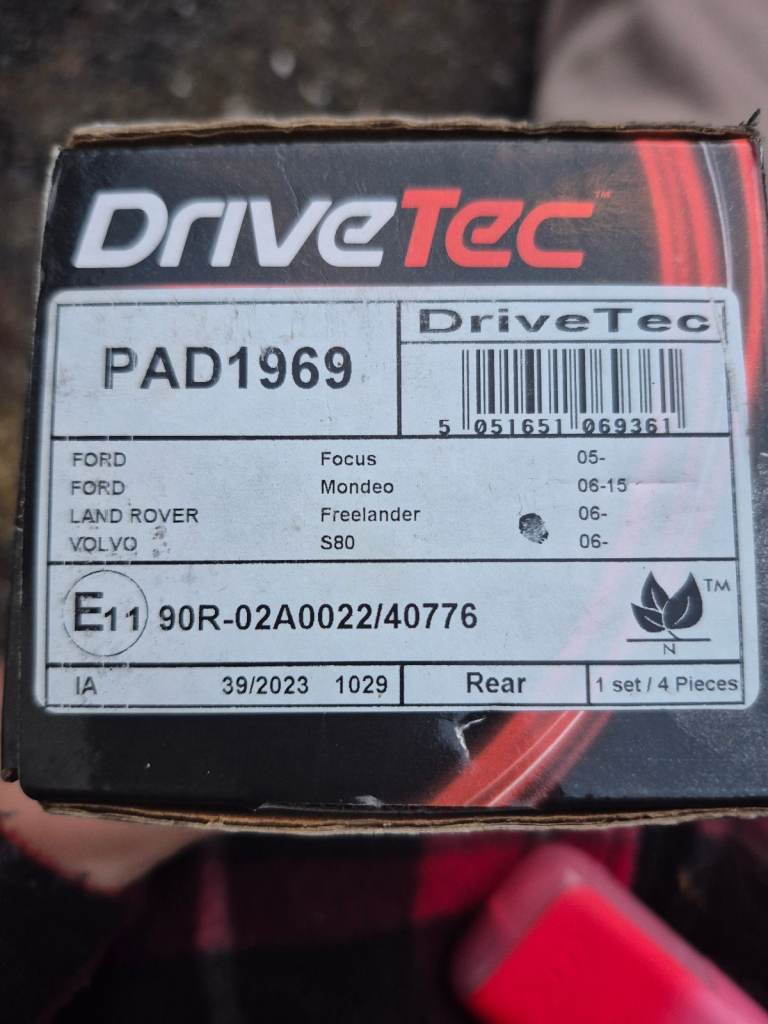 DriveTec™
PAD1969
DriveTec
5 051651 069361
FORD Focus 05-
FORD Mondeo 06-15
LAND ROVER Freelander 06-
VOLVO S80 06-
E11 90R-02A0022/40776
TM
N
IA 39/2023 1029 Rear 1 set / 4 Pieces